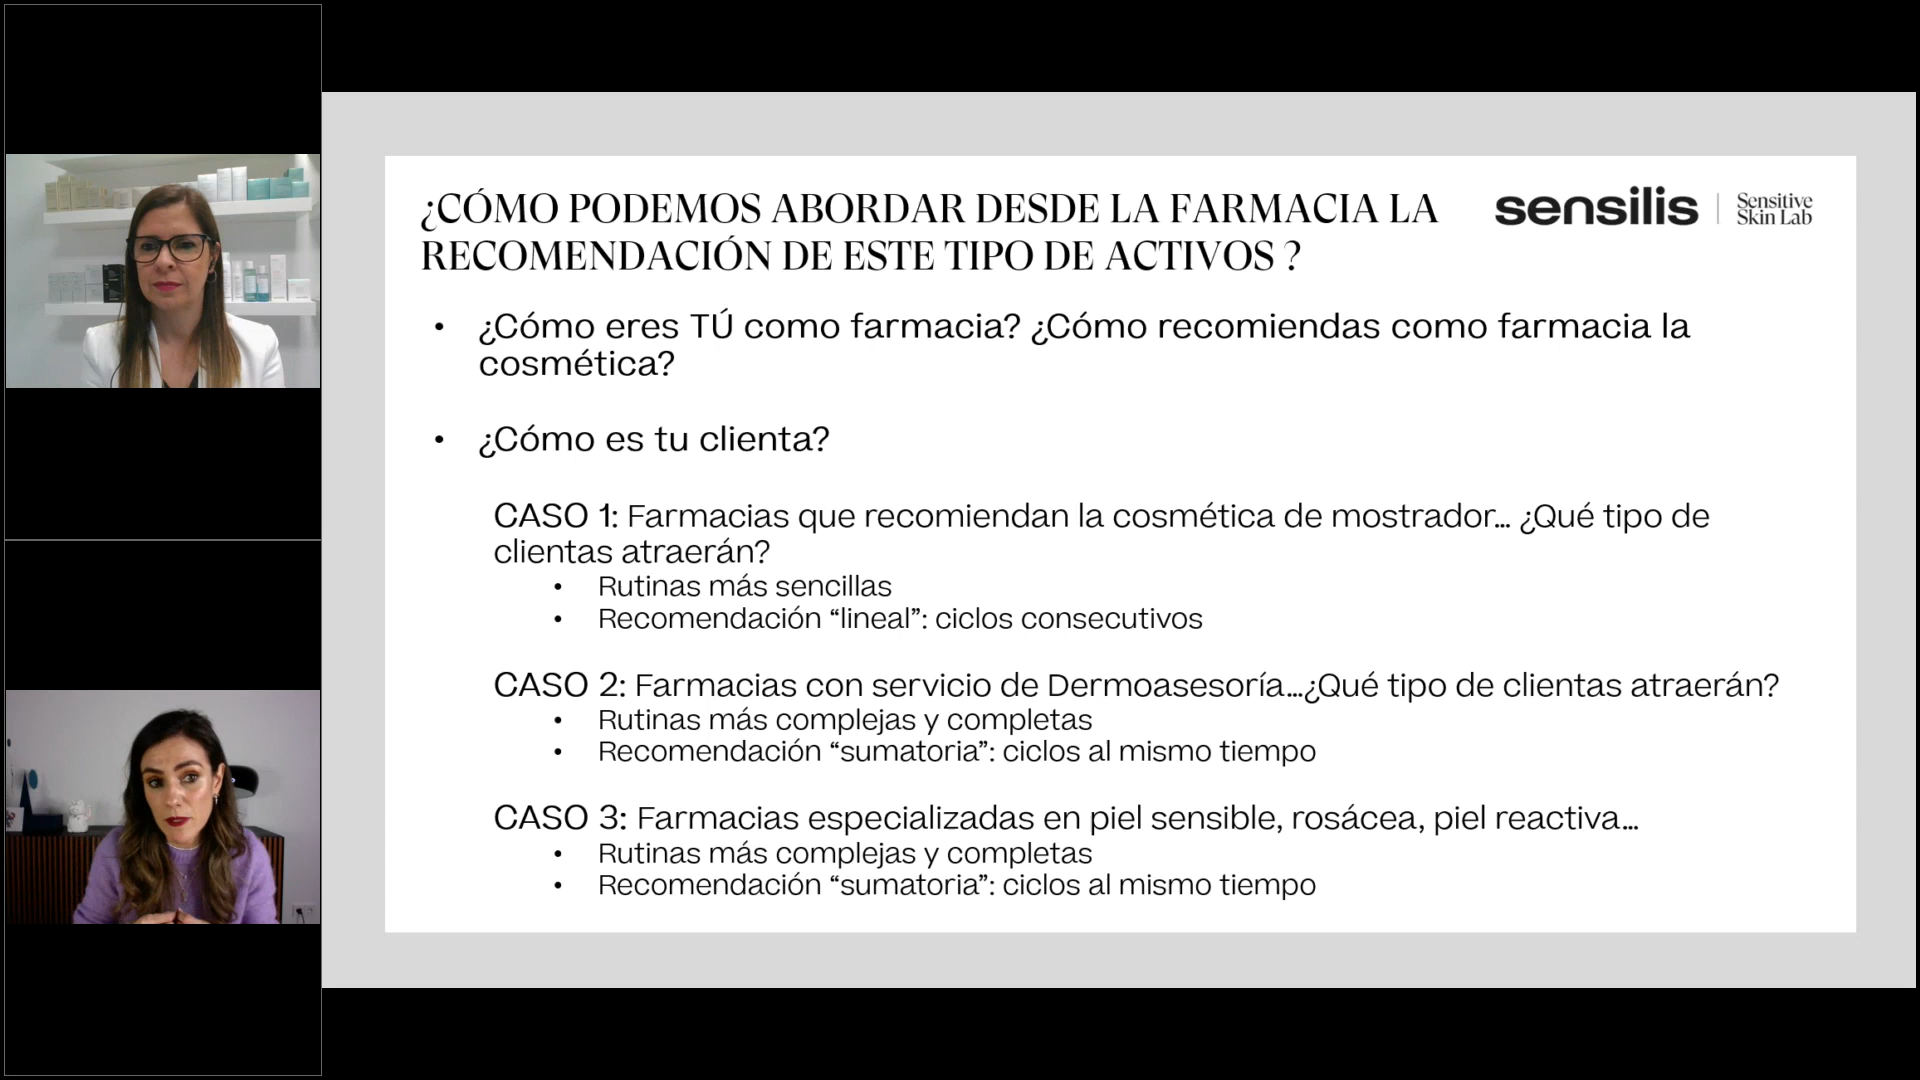 ¿CÓMO PODEMOS ABORDAR DESDE LA FARMACIA LA
RECOMENDACIÓN DE ESTE TIPO DE ACTIVOS ?
sensilis | Sensitive
Skin Lab
• ¿Cómo eres TÚ como farmacia? ¿Cómo recomiendas como farmacia la
cosmética?
• ¿Cómo es tu clienta?
CASO 1: Farmacias que recomiendan la cosmética de mostrador... ¿Qué tipo de
clientas atraerán?
• Rutinas más sencillas
• Recomendación “lineal”: ciclos consecutivos
CASO 2: Farmacias con servicio de Dermoasesoría...¿Qué tipo de clientas atraerán?
• Rutinas más complejas y completas
• Recomendación “sumatoria”: ciclos al mismo tiempo
CASO 3: Farmacias especializadas en piel sensible, rosácea, piel reactiva...
• Rutinas más complejas y completas
• Recomendación “sumatoria”: ciclos al mismo tiempo